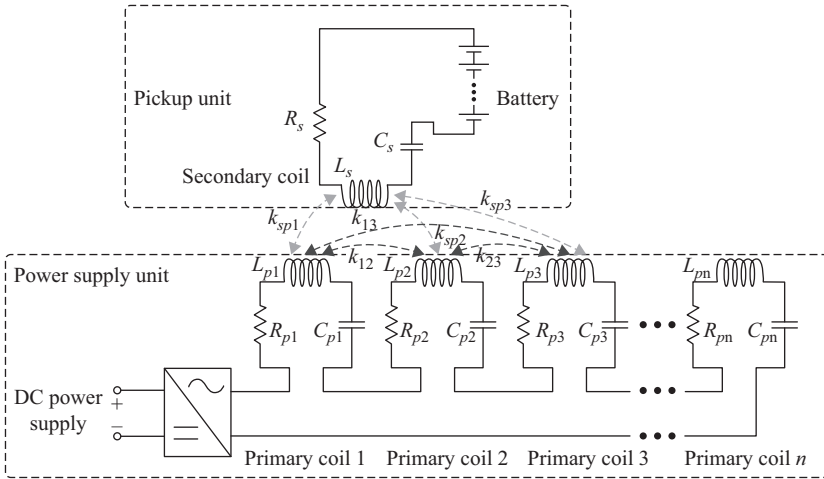 Pickup unit
Battery
R_s
C_s
L_s
Secondary coil
k_sp3
k_sp1
k_13
k_sp2
k_12
k_23
Power supply unit
L_p1
L_p2
L_p3
L_pn
R_p1
C_p1
R_p2
C_p2
R_p3
C_p3
R_pn
C_pn
DC power
supply
+
−
Primary coil 1
Primary coil 2
Primary coil 3
Primary coil n